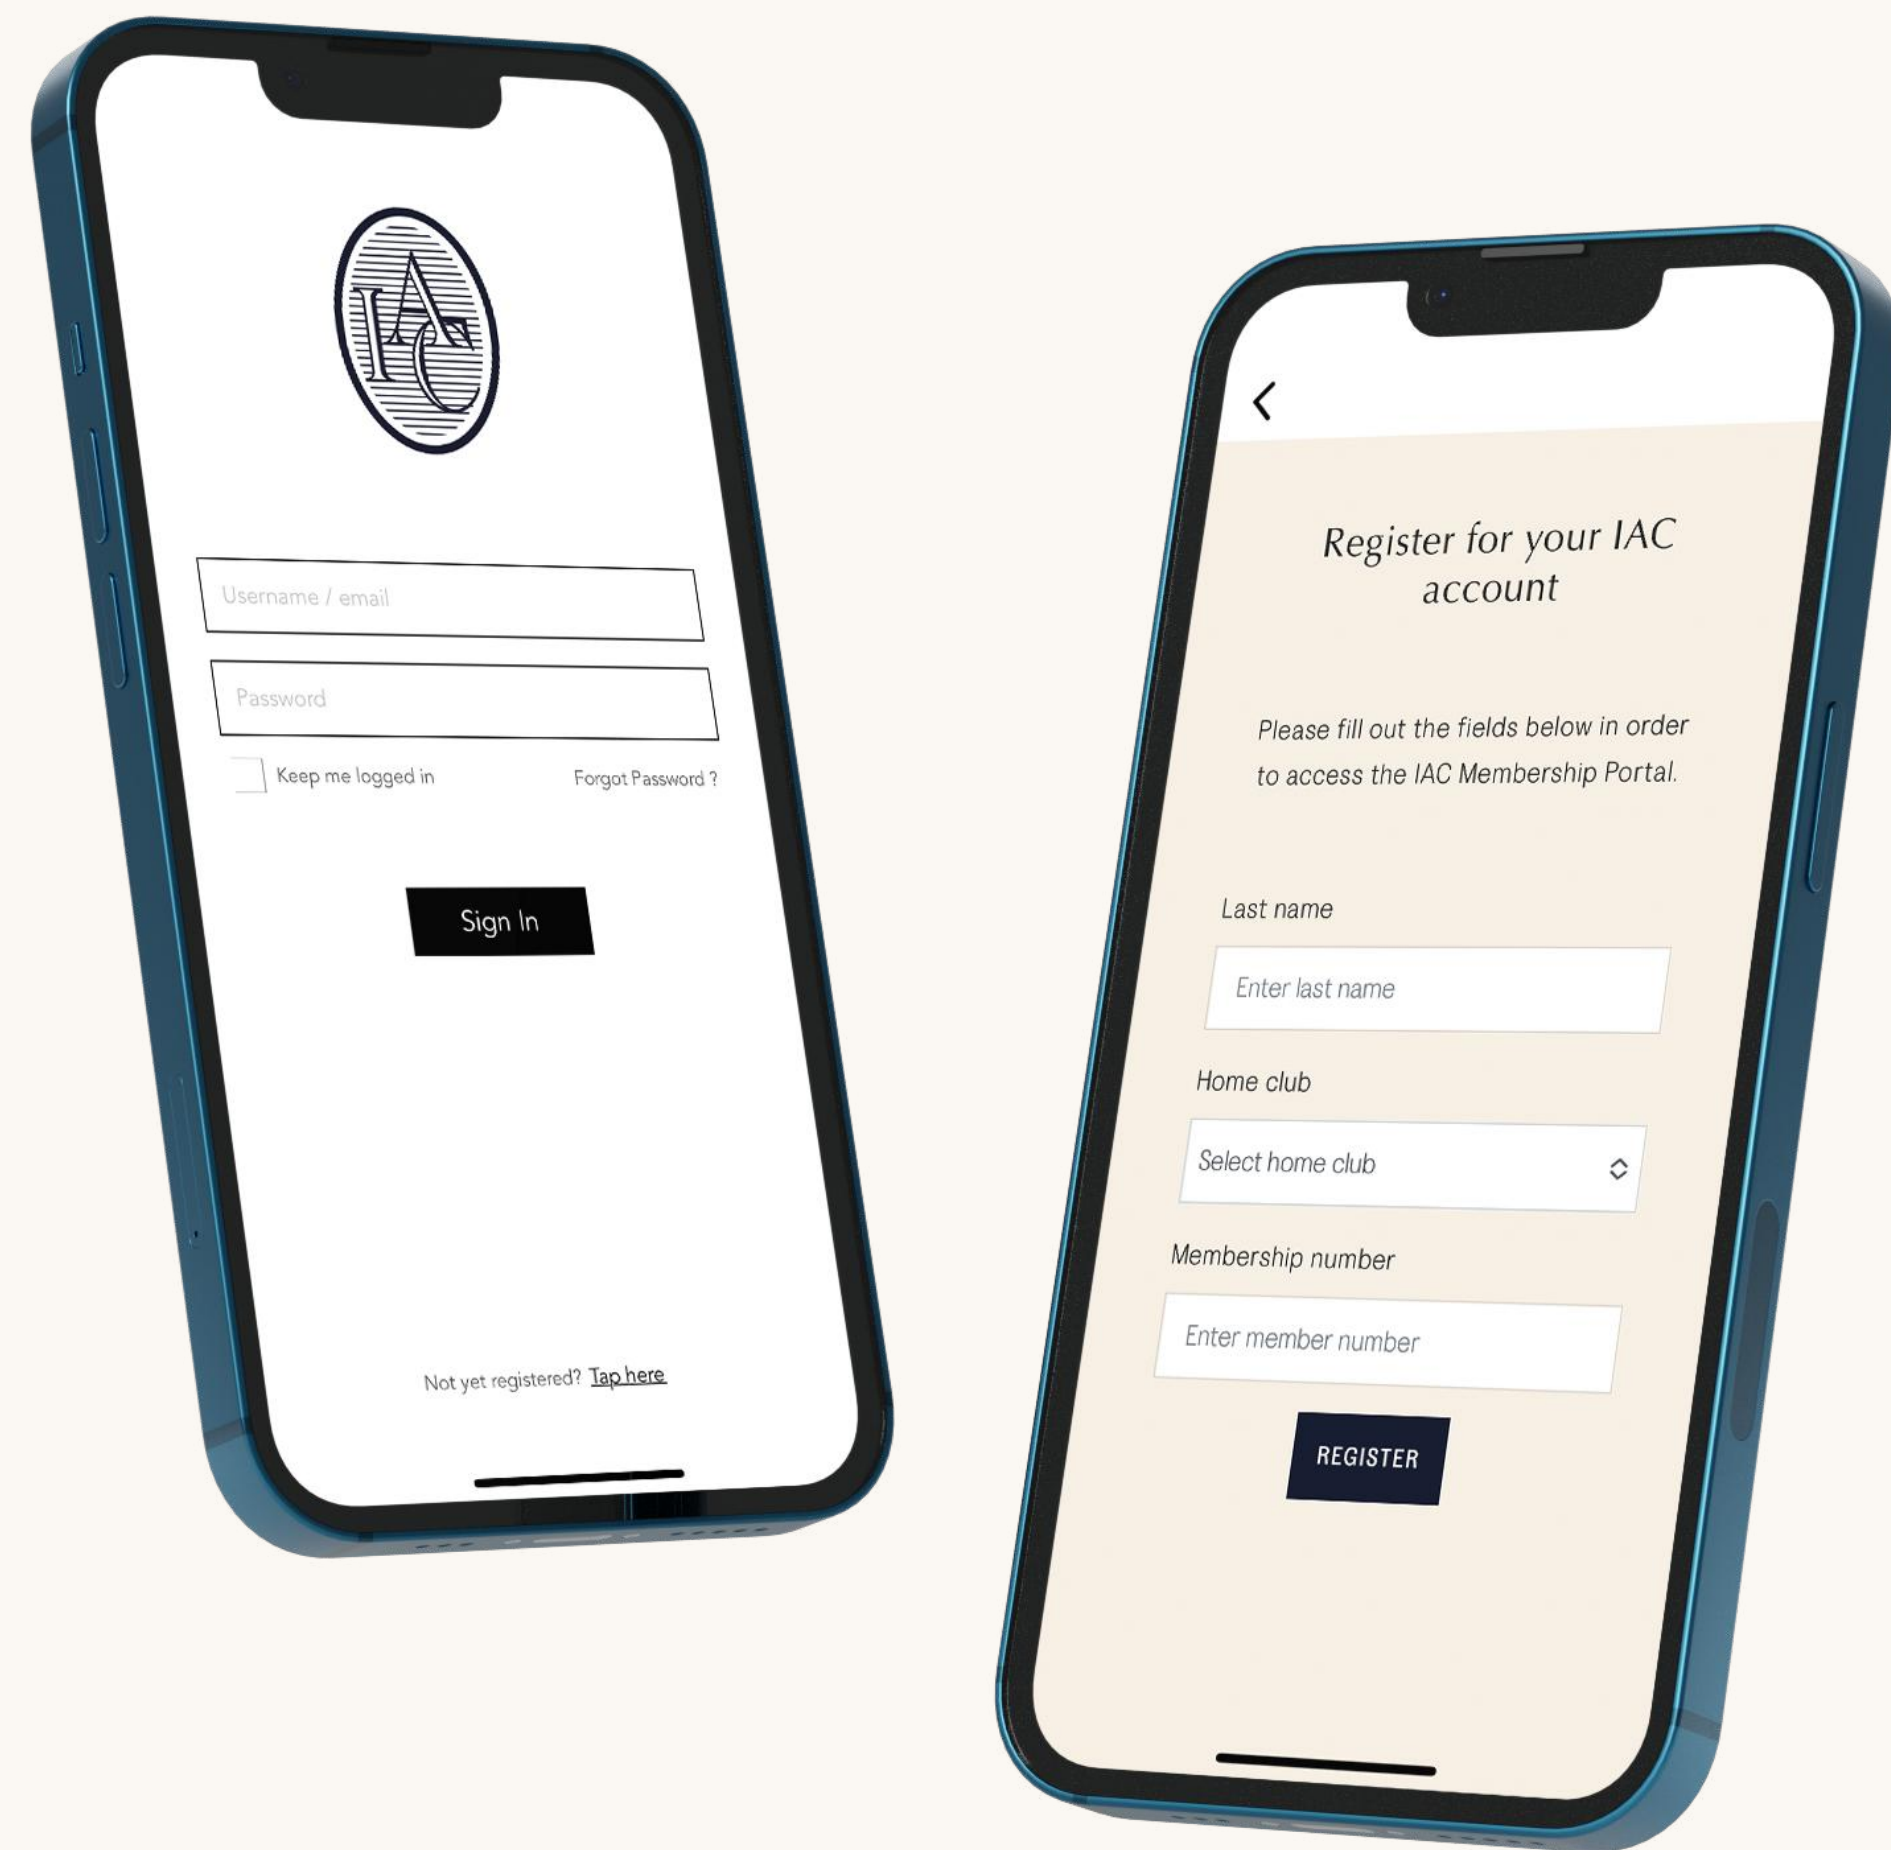 IAC
Username / email
Password
Keep me logged in
Forgot Password ?
Sign In
Not yet registered? Tap here
Register for your IAC
account
Please fill out the fields below in order
to access the IAC Membership Portal.
Last name
Enter last name
Home club
Select home club
Membership number
Enter member number
REGISTER